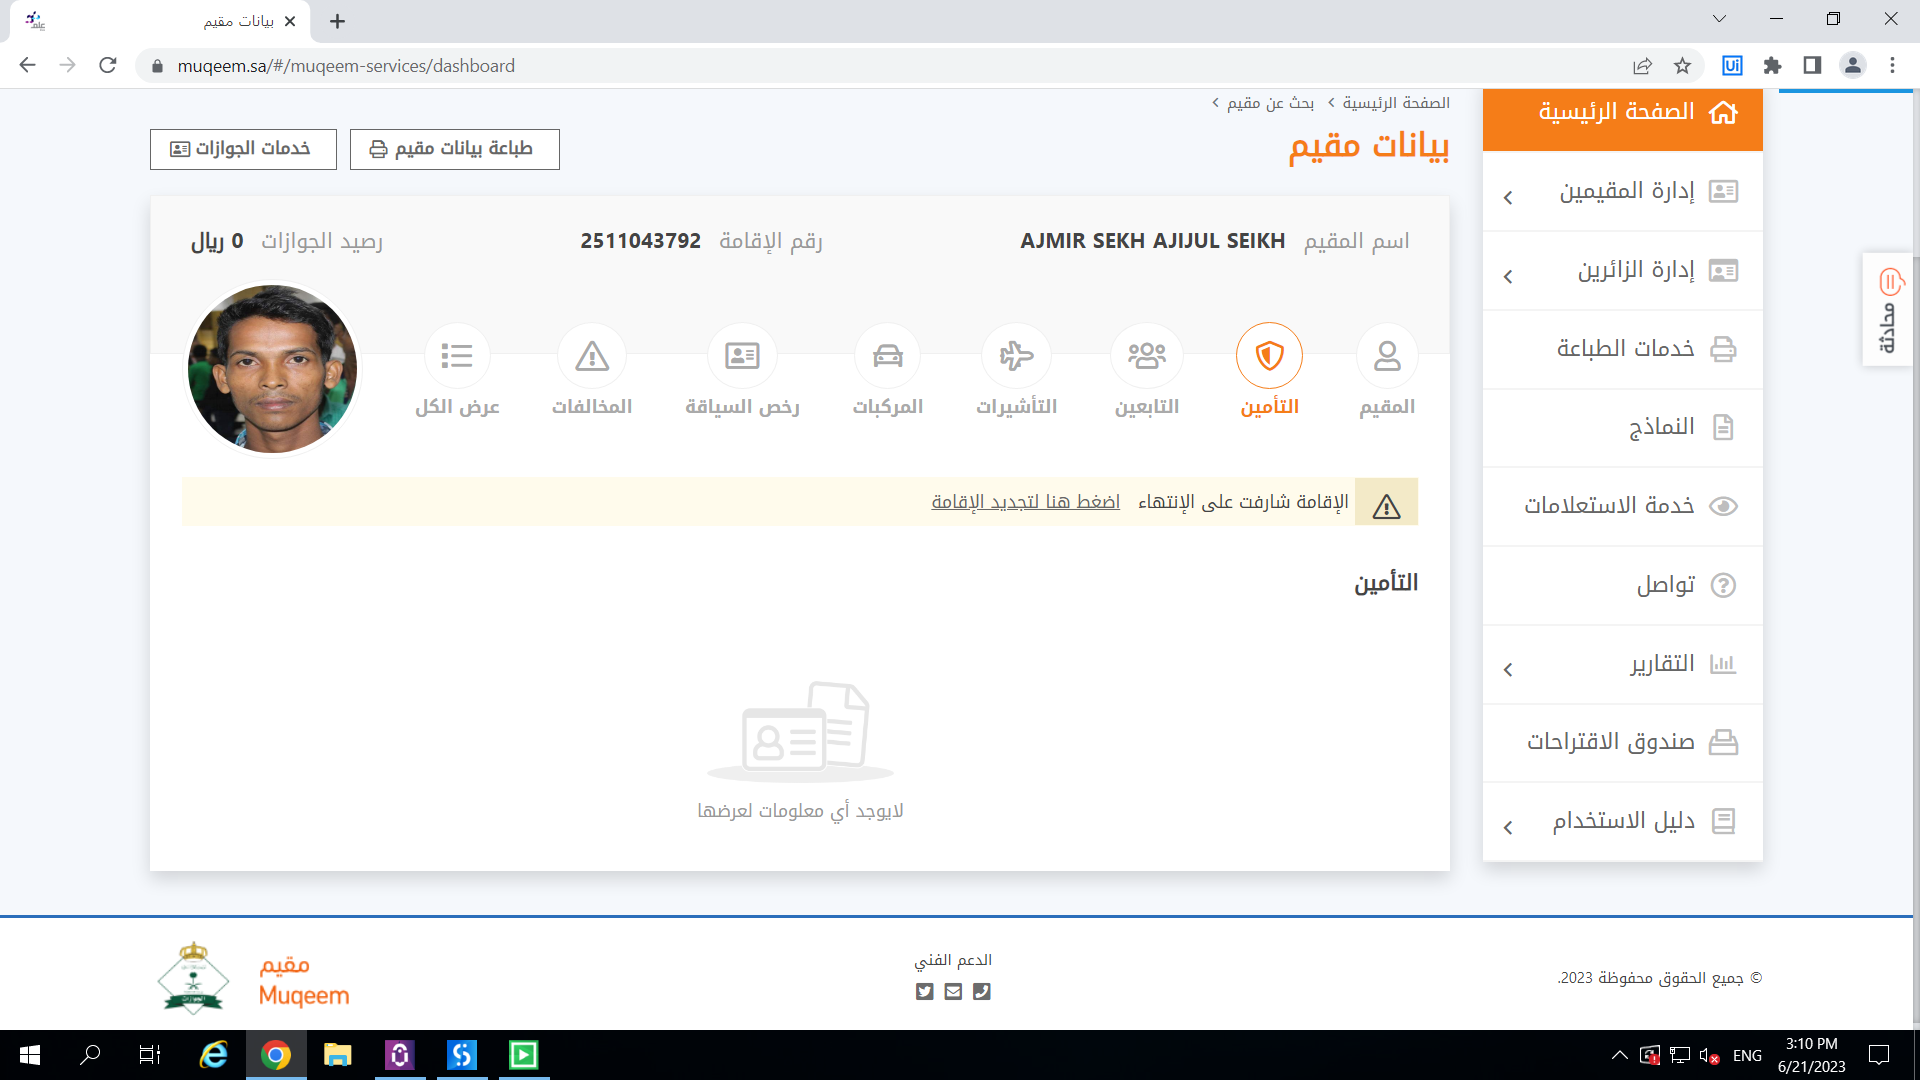 بيانات مقيم
muqeem.sa/#/muqeem-services/dashboard
الصفحة الرئيسية
بحث عن مقيم
بيانات مقيم
طباعة بيانات مقيم
خدمات الجوازات
اسم المقيم AJMIR SEKH AJIJUL SEIKH
رقم الإقامة 2511043792
رصيد الجوازات 0 ريال
المقيم
التأمين
التابعين
التأشيرات
المركبات
رخص السياقة
المخالفات
عرض الكل
الإقامة شارفت على الإنتهاء اضغط هنا لتجديد الإقامة
التأمين
لايوجد أي معلومات لعرضها
الصفحة الرئيسية
إدارة المقيمين
إدارة الزائرين
خدمات الطباعة
النماذج
خدمة الاستعلامات
تواصل
التقارير
صندوق الاقتراحات
دليل الاستخدام
محادثة
© جميع الحقوق محفوظة 2023.
الدعم الفني
مقيم
Muqeem
الجوازات
ENG
3:10 PM
6/21/2023